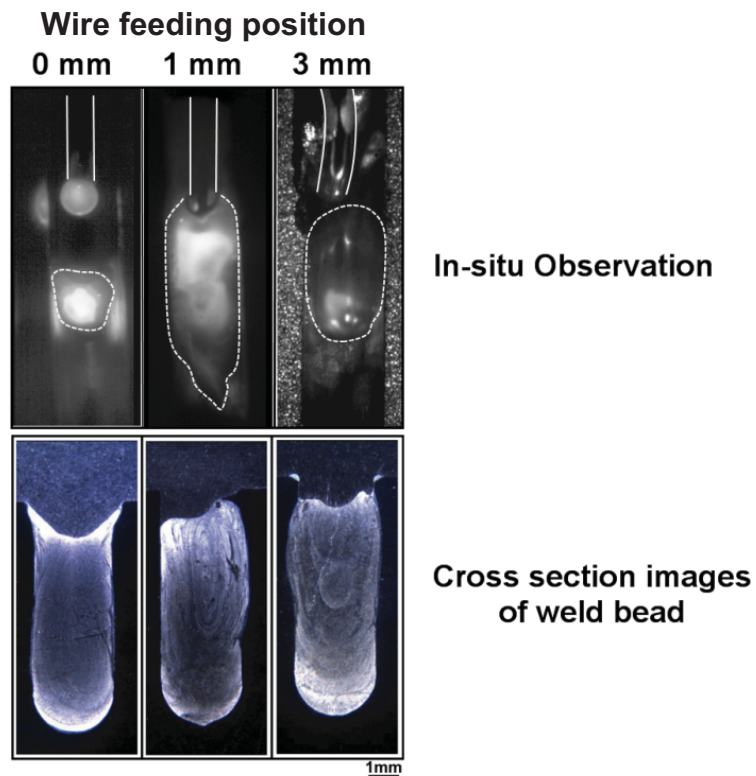 Wire feeding position
0 mm 1 mm 3 mm
In-situ Observation
Cross section images
of weld bead
1mm